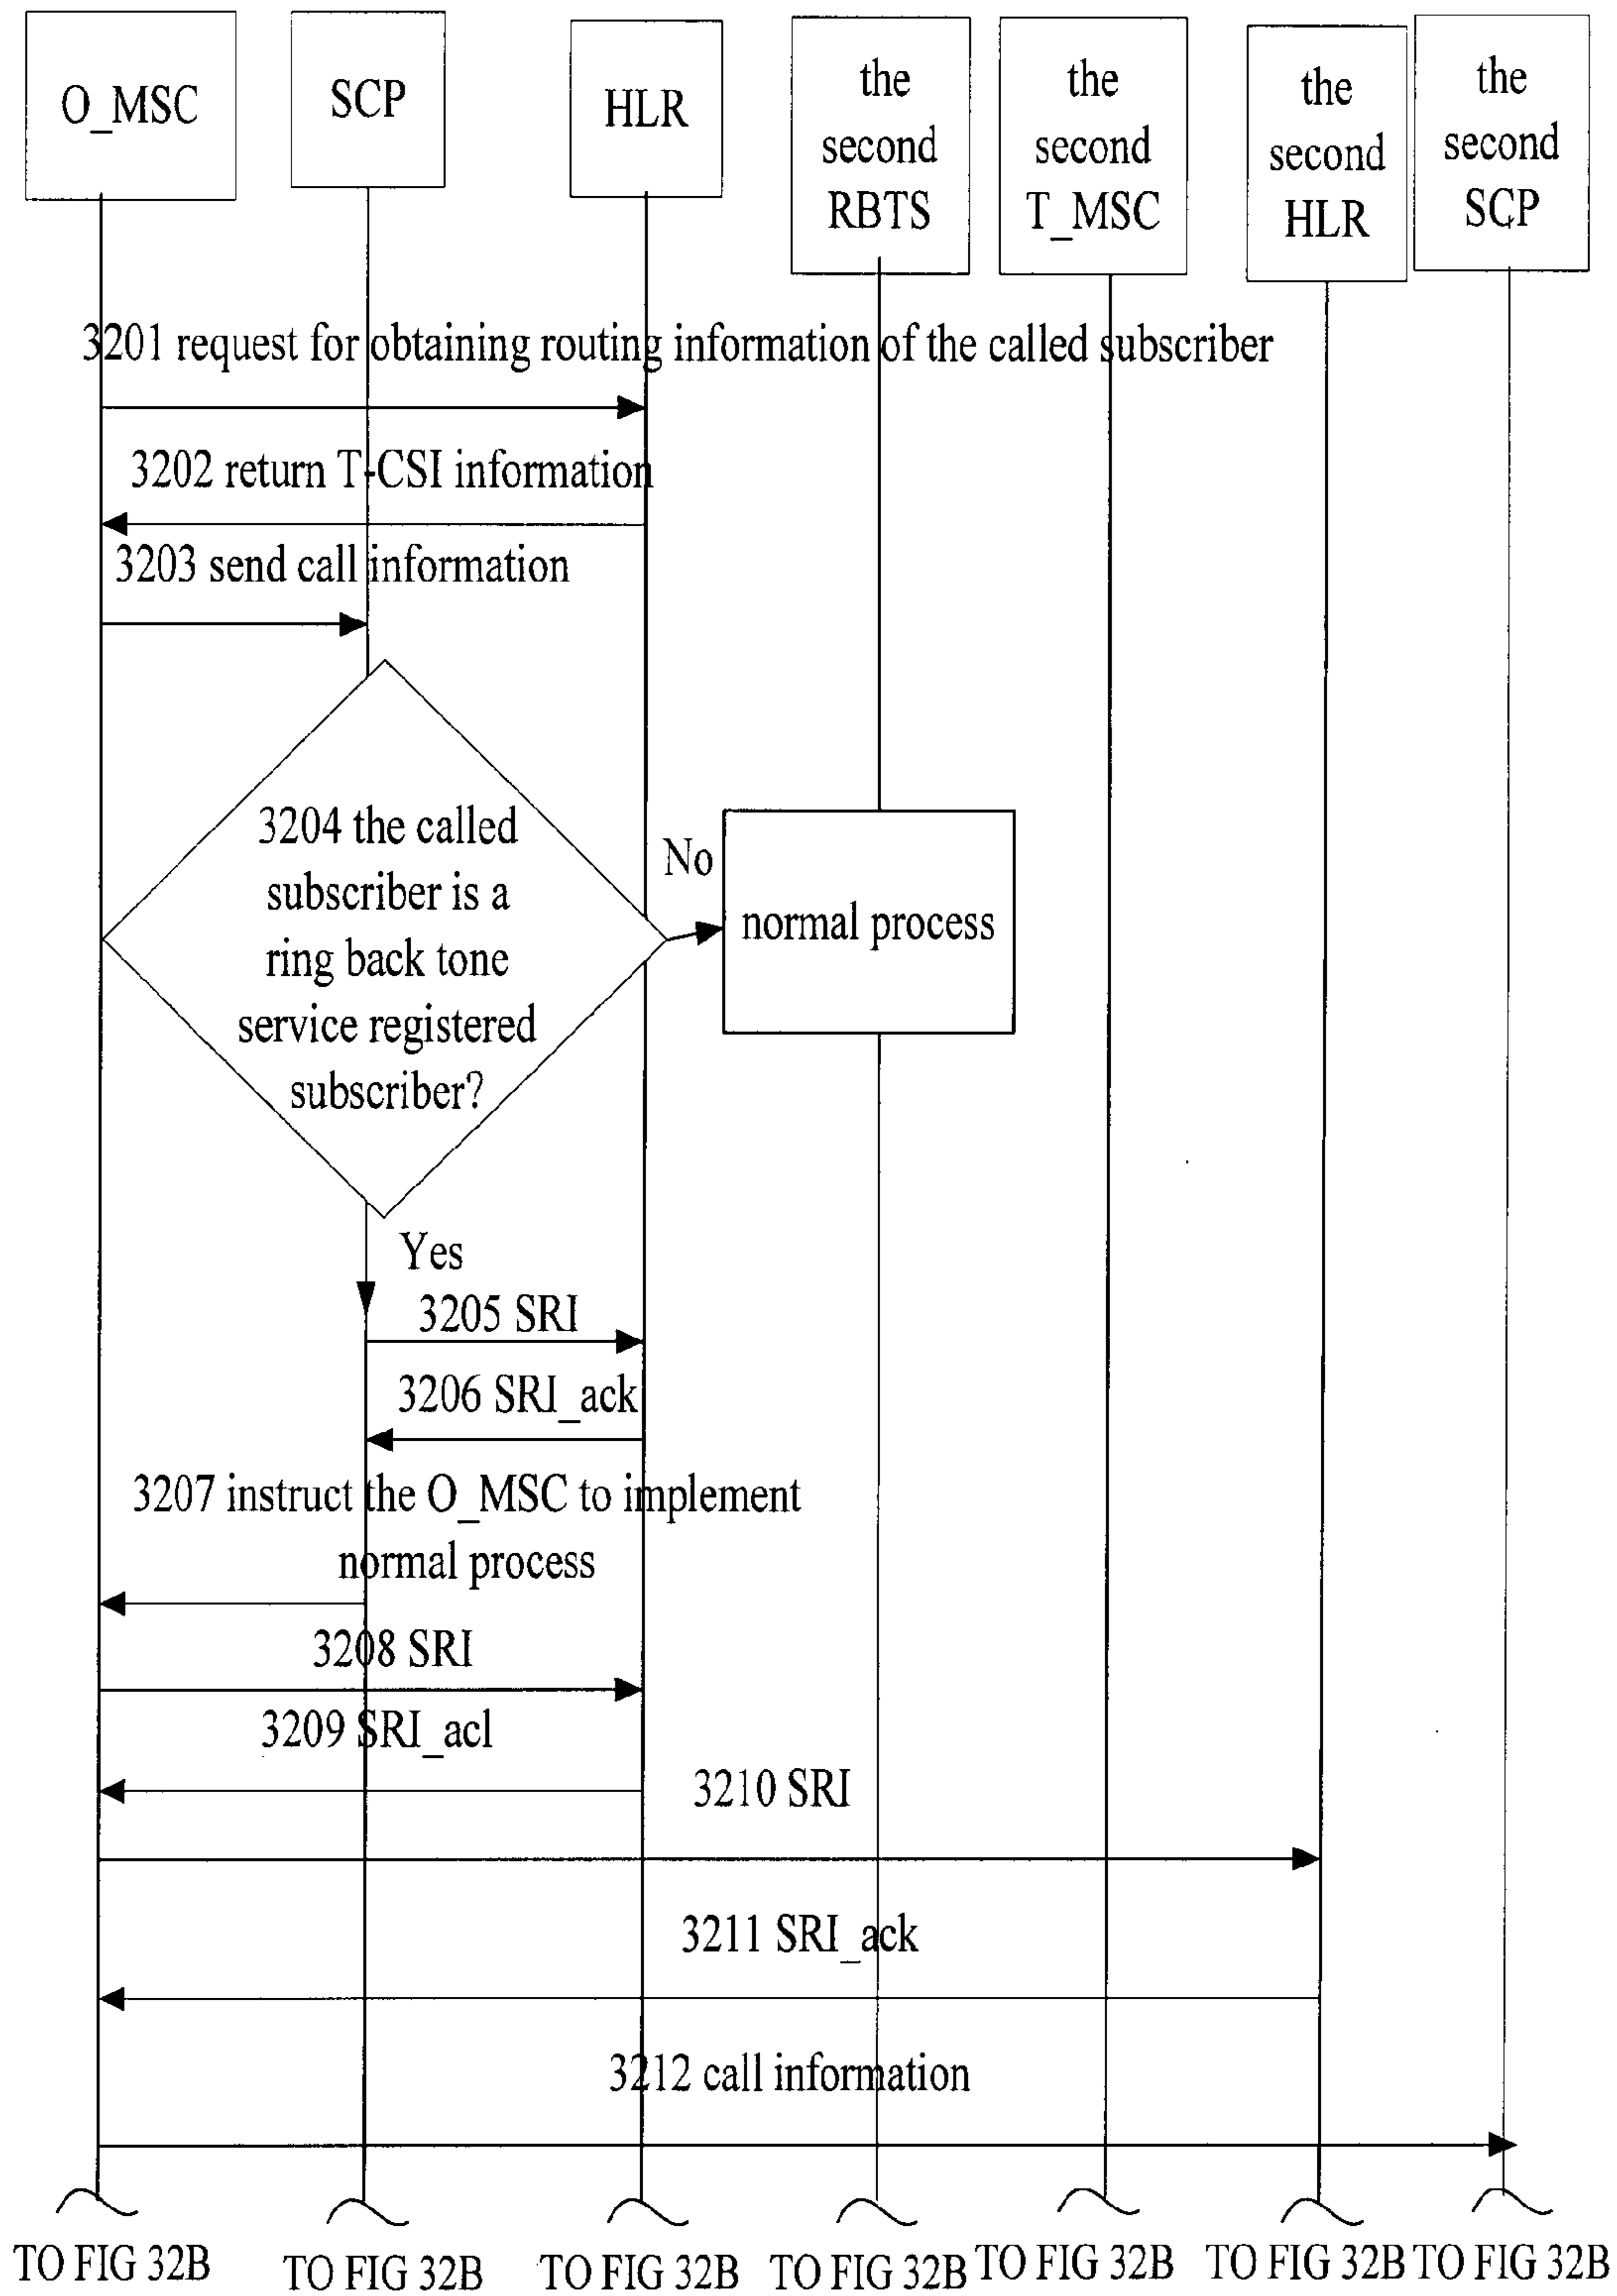 O_MSC
SCP
HLR
the
second
RBTS
the
second
T_MSC
the
second
HLR
the
second
SCP
3201 request for obtaining routing information of the called subscriber
3202 return T-CSI information
3203 send call information
3204 the called
subscriber is a
ring back tone
service registered
subscriber?
No
normal process
Yes
3205 SRI
3206 SRI_ack
3207 instruct the O_MSC to implement
normal process
3208 SRI
3209 SRI_acl
3210 SRI
3211 SRI_ack
3212 call information
TO FIG 32B
TO FIG 32B
TO FIG 32B
TO FIG 32B
TO FIG 32B
TO FIG 32B
TO FIG 32B